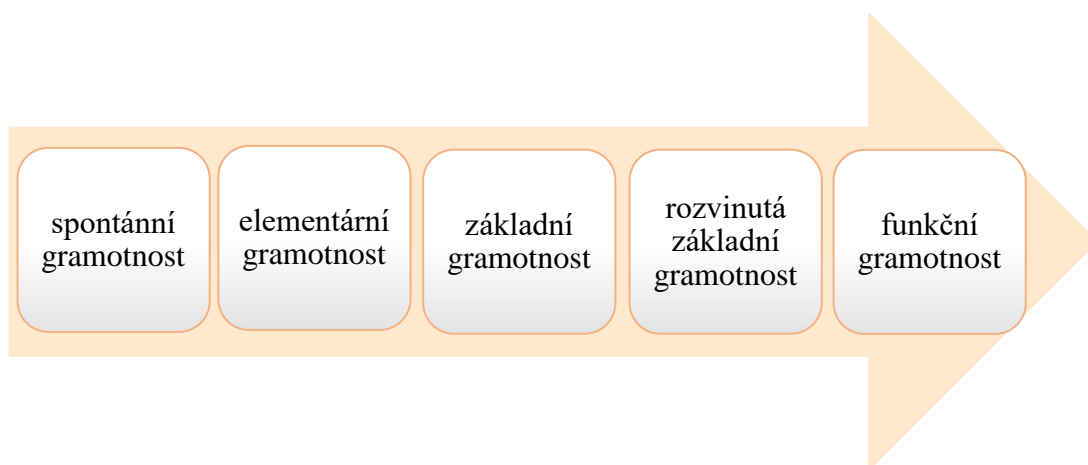 spontánní
gramotnost
elementární
gramotnost
základní
gramotnost
rozvinutá
základní
gramotnost
funkční
gramotnost